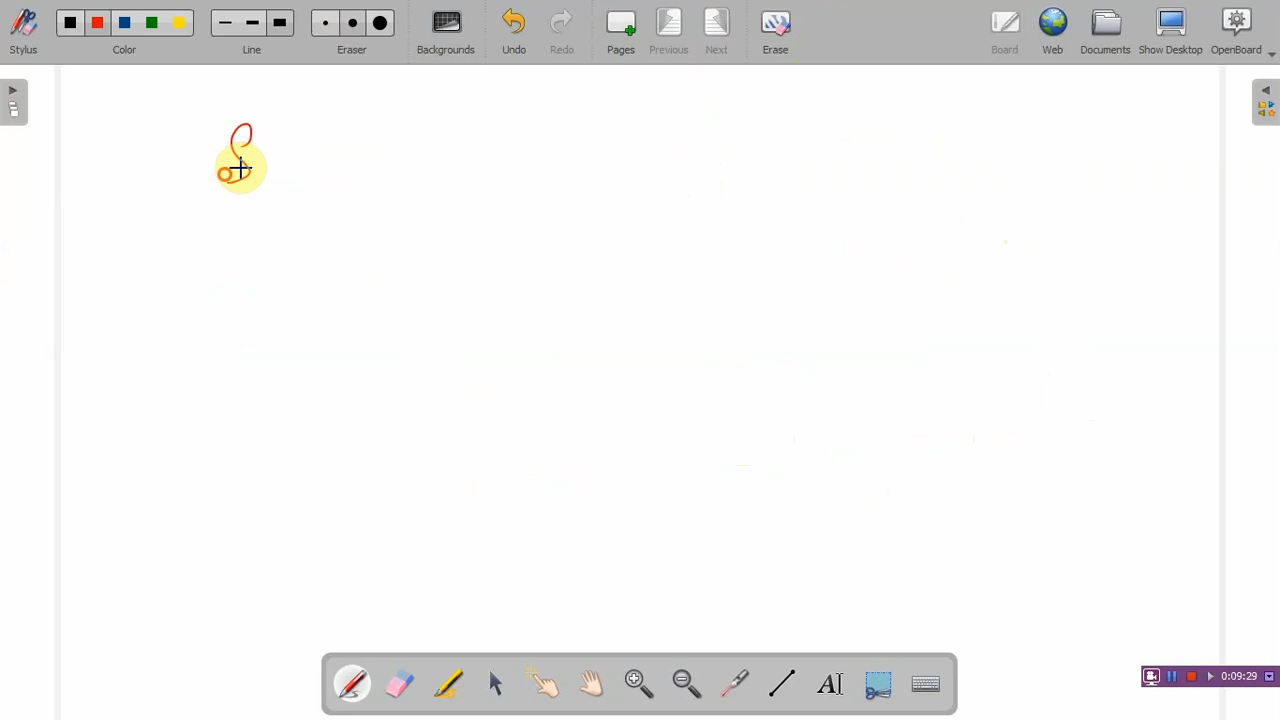 Stylus Color Line Eraser Backgrounds Undo Redo Pages Previous Next Erase Board Web Documents Show Desktop OpenBoard
A
0:09:29